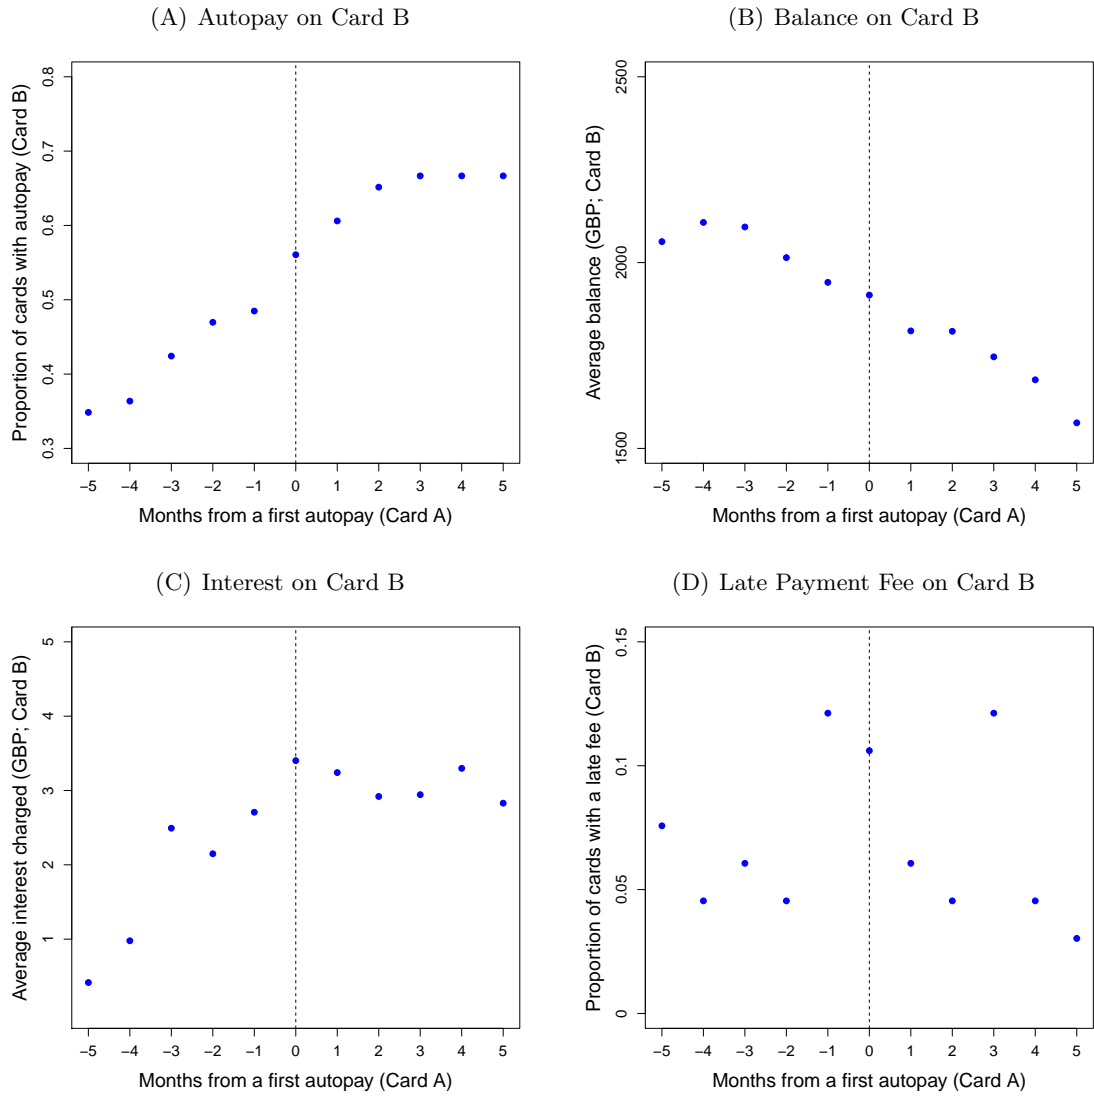 (A) Autopay on Card B
Proportion of cards with autopay (Card B)
0.8
0.7
0.6
0.5
0.4
0.3
−5 −4 −3 −2 −1 0 1 2 3 4 5
Months from a first autopay (Card A)
(B) Balance on Card B
Average balance (GBP; Card B)
2500
2000
1500
−5 −4 −3 −2 −1 0 1 2 3 4 5
Months from a first autopay (Card A)
(C) Interest on Card B
Average interest charged (GBP; Card B)
5
4
3
2
1
−5 −4 −3 −2 −1 0 1 2 3 4 5
Months from a first autopay (Card A)
(D) Late Payment Fee on Card B
Proportion of cards with a late fee (Card B)
0.15
0.1
0.05
0
−5 −4 −3 −2 −1 0 1 2 3 4 5
Months from a first autopay (Card A)